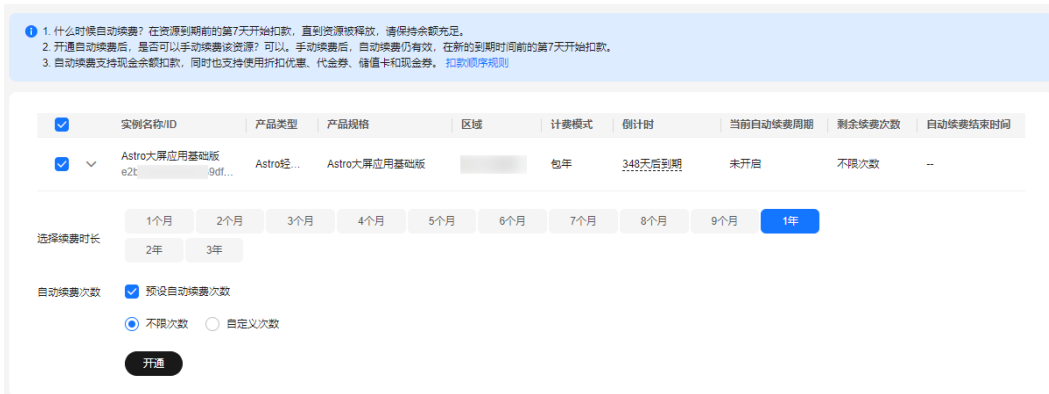 1. 什么时候自动续费？在资源到期前的第7天开始扣款，直到资源被释放，请保持余额充足。
2. 开通自动续费后，是否可以手动续费该资源？可以。手动续费后，自动续费仍有效，在新的到期时间前的第7天开始扣款。
3. 自动续费支持现金余额扣款，同时也支持使用折扣优惠、代金券、储值卡和现金券。 扣款顺序规则
实例名称/ID 产品类型 产品规格 区域 计费模式 倒计时 当前自动续费周期 剩余续费次数 自动续费结束时间
Astro大屏应用基础版 Astro轻... Astro大屏应用基础版 包年 348天后到期 未开启 不限次数 --
e2b 9df...
选择续费时长 1个月 2个月 3个月 4个月 5个月 6个月 7个月 8个月 9个月 1年
2年 3年
自动续费次数 预设自动续费次数
不限次数 自定义次数
开通